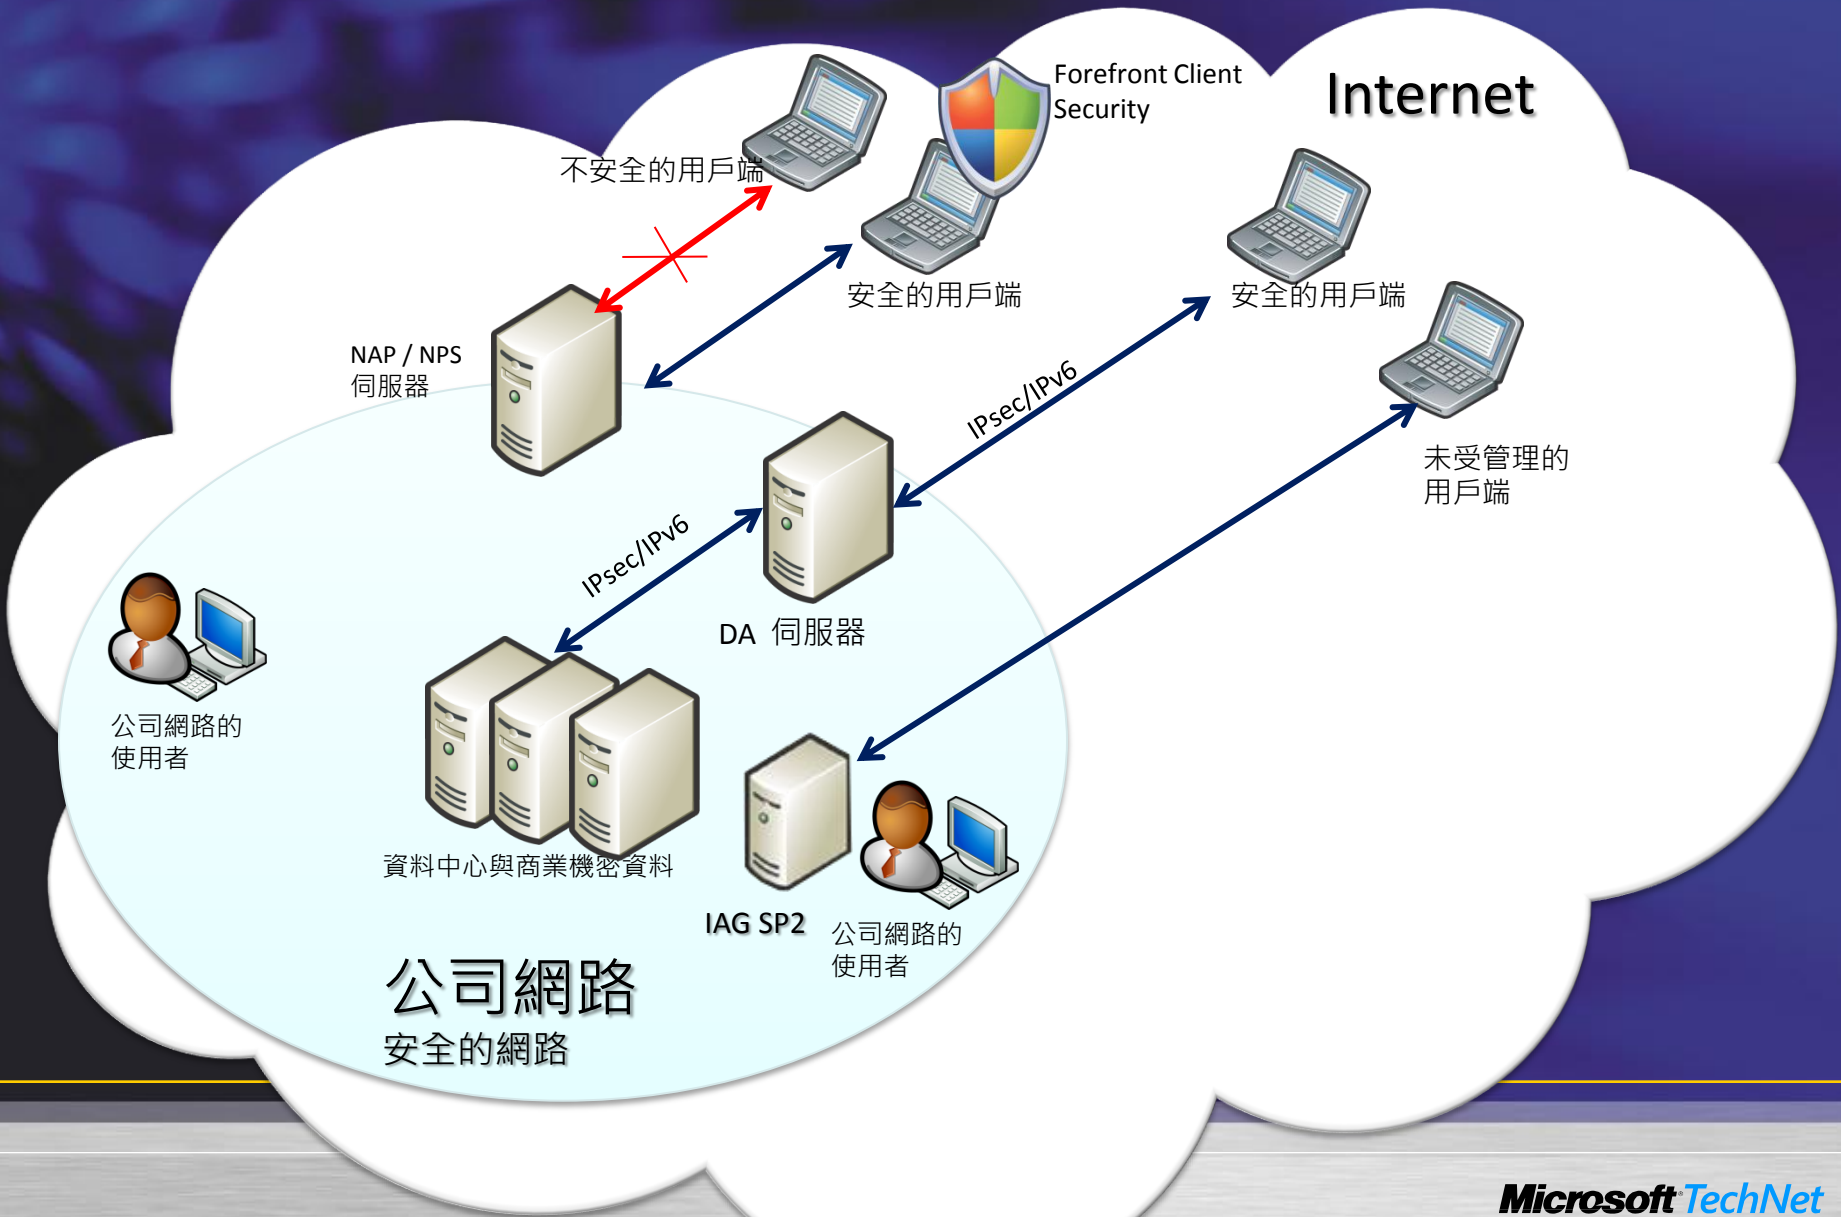 Forefront Client
Security
Internet
不安全的用戶端
安全的用戶端
安全的用戶端
NAP / NPS
伺服器
IPsec/IPv6
未受管理的
用戶端
IPsec/IPv6
DA 伺服器
公司網路的
使用者
資料中心與商業機密資料
IAG SP2
公司網路的
使用者
公司網路
安全的網路
Microsoft TechNet